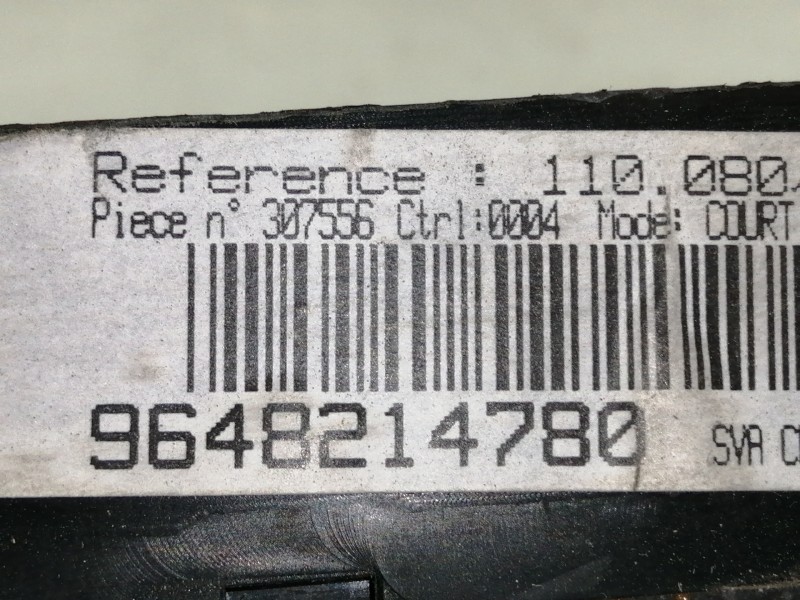 Reference : 110.080
Piece n° 307556 Ctrl:0004 Mode: COURT
9648214780 SVA